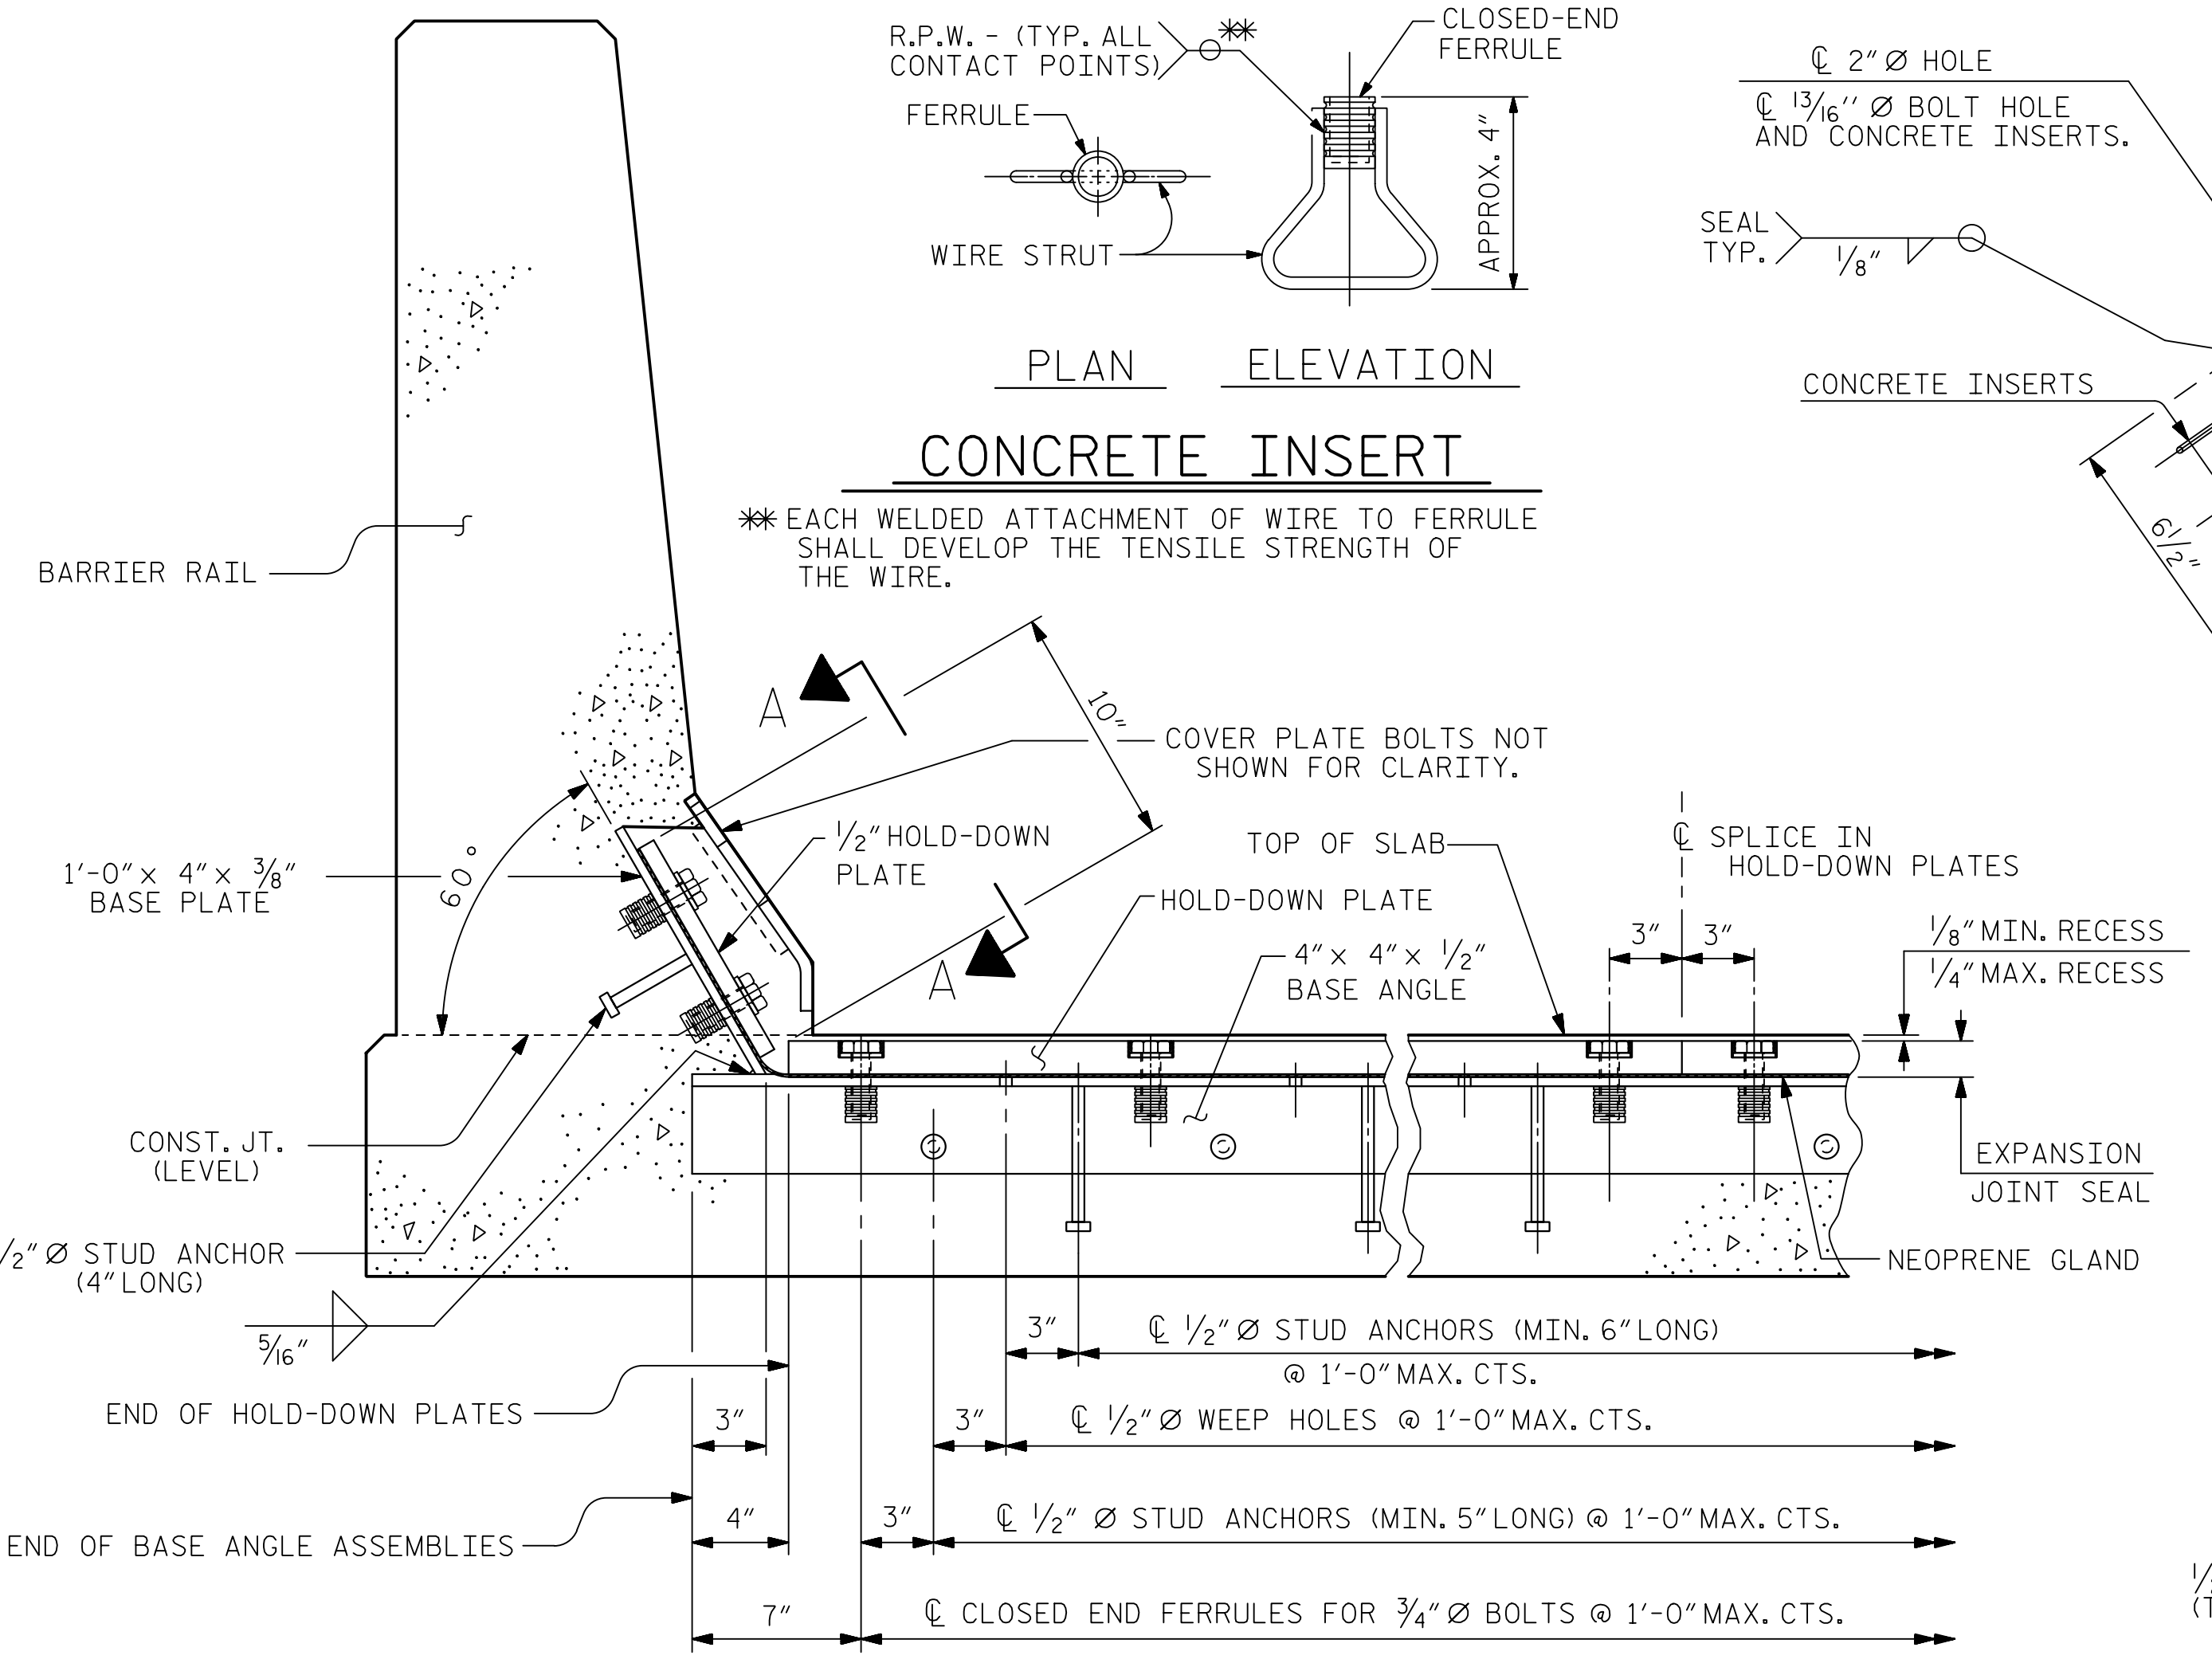 R.P.W. - (TYP. ALL
CONTACT POINTS)
**
CLOSED-END
FERRULE
FERRULE
WIRE STRUT
APPROX. 4"
PLAN
ELEVATION
CONCRETE INSERT
** EACH WELDED ATTACHMENT OF WIRE TO FERRULE
SHALL DEVELOP THE TENSILE STRENGTH OF
THE WIRE.
℄ 2" Ø HOLE
℄ 13/16" Ø BOLT HOLE
AND CONCRETE INSERTS.
SEAL
TYP.
1/8"
CONCRETE INSERTS
6 1/2"
BARRIER RAIL
A
10"
COVER PLATE BOLTS NOT
SHOWN FOR CLARITY.
1/2" HOLD-DOWN
PLATE
1'-0" x 4" x 3/8"
BASE PLATE
60°
A
TOP OF SLAB
HOLD-DOWN PLATE
4" x 4" x 1/2"
BASE ANGLE
℄ SPLICE IN
HOLD-DOWN PLATES
3"
3"
1/8" MIN. RECESS
1/4" MAX. RECESS
EXPANSION
JOINT SEAL
NEOPRENE GLAND
CONST. JT.
(LEVEL)
1/2" Ø STUD ANCHOR
(4" LONG)
5/16"
3"
℄ 1/2" Ø STUD ANCHORS (MIN. 6" LONG)
@ 1'-0" MAX. CTS.
END OF HOLD-DOWN PLATES
3"
3"
℄ 1/2" Ø WEEP HOLES @ 1'-0" MAX. CTS.
END OF BASE ANGLE ASSEMBLIES
4"
3"
℄ 1/2" Ø STUD ANCHORS (MIN. 5" LONG) @ 1'-0" MAX. CTS.
7"
℄ CLOSED END FERRULES FOR 3/4" Ø BOLTS @ 1'-0" MAX. CTS.